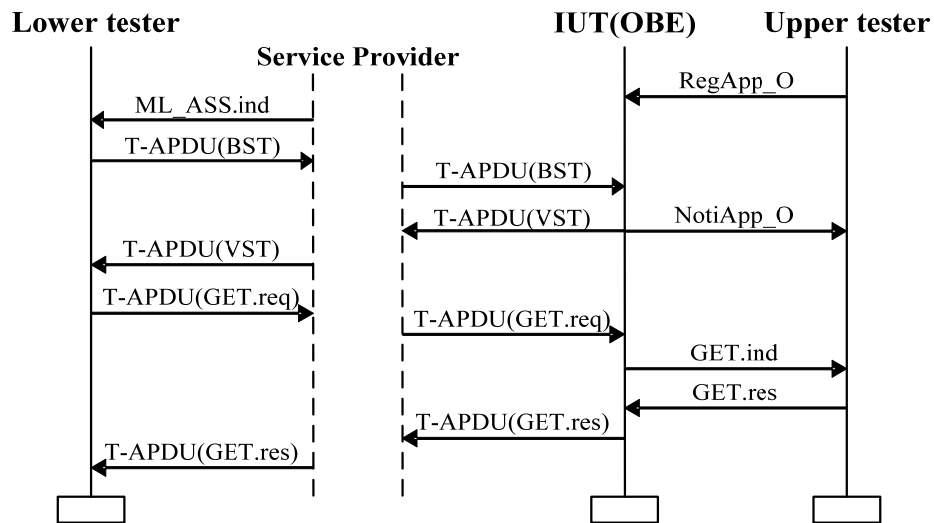 Lower tester
Service Provider
IUT(OBE)
Upper tester
RegApp_O
ML_ASS.ind
T-APDU(BST)
T-APDU(BST)
T-APDU(VST)
NotiApp_O
T-APDU(VST)
T-APDU(GET.req)
T-APDU(GET.req)
GET.ind
GET.res
T-APDU(GET.res)
T-APDU(GET.res)